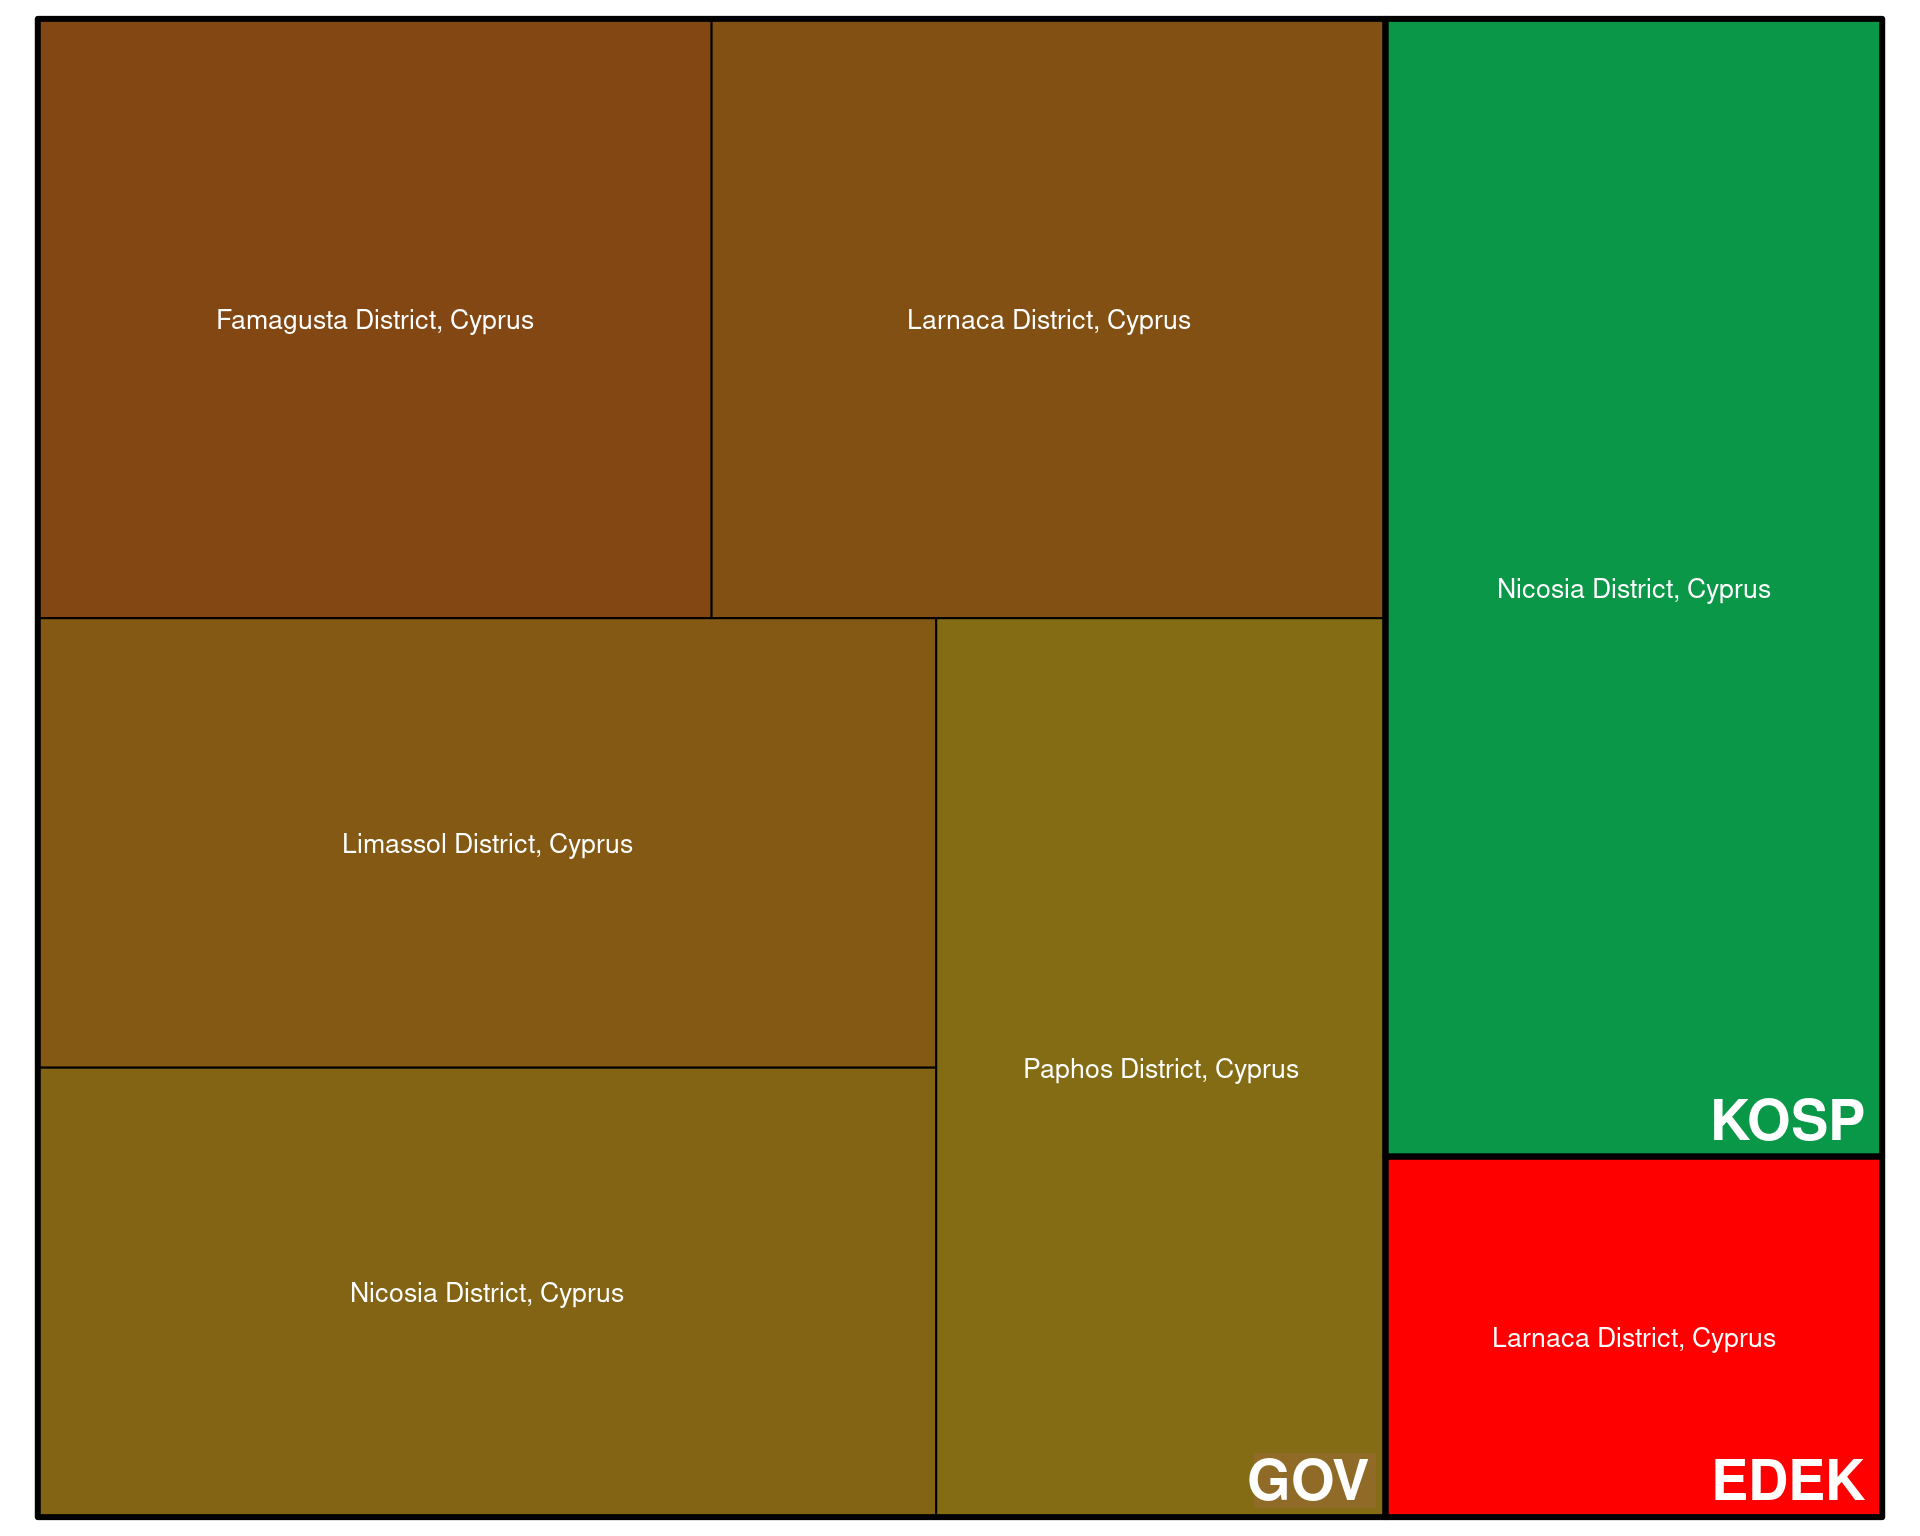 Famagusta District, Cyprus
Larnaca District, Cyprus
Limassol District, Cyprus
Nicosia District, Cyprus
Paphos District, Cyprus
GOV
Nicosia District, Cyprus
KOSP
Larnaca District, Cyprus
EDEK